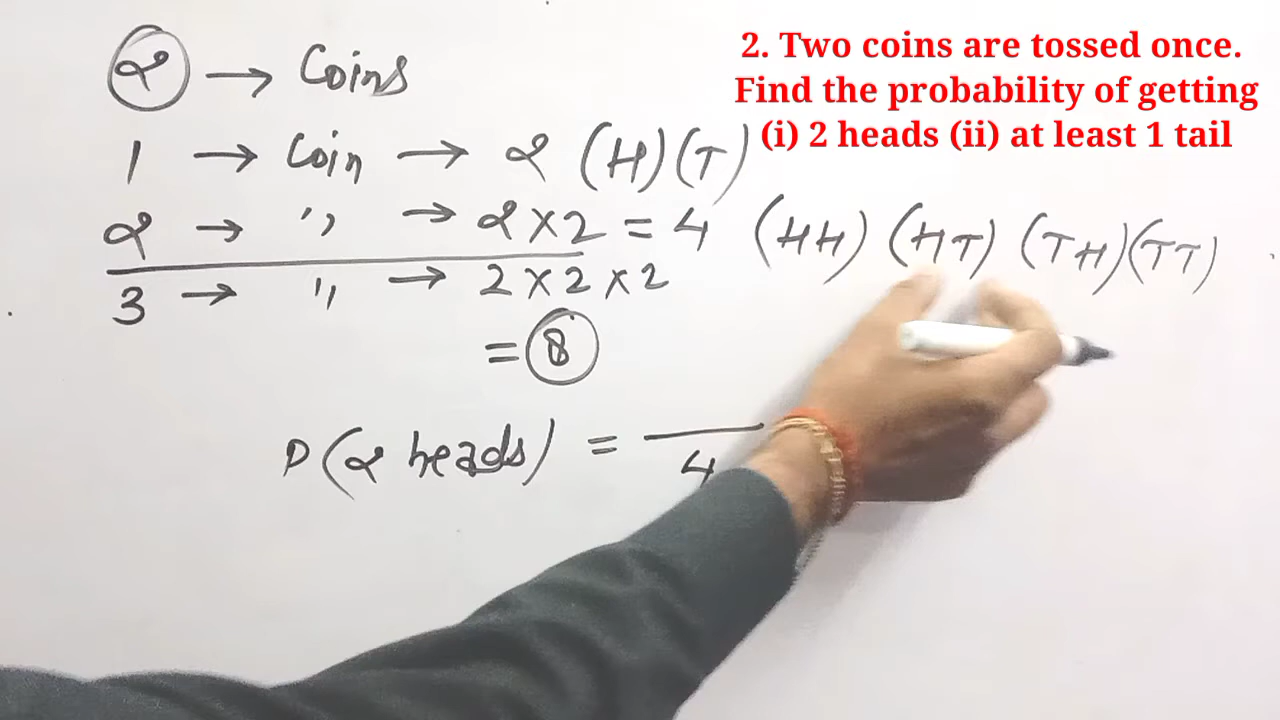 2. Two coins are tossed once.
Find the probability of getting
(i) 2 heads (ii) at least 1 tail
2 → Coins
1 → Coin → 2 (H)(T)
2 → " → 2×2 = 4 (HH) (HT) (TH)(TT)
3 → " → 2×2×2
= 8
P(2 heads) = —
4